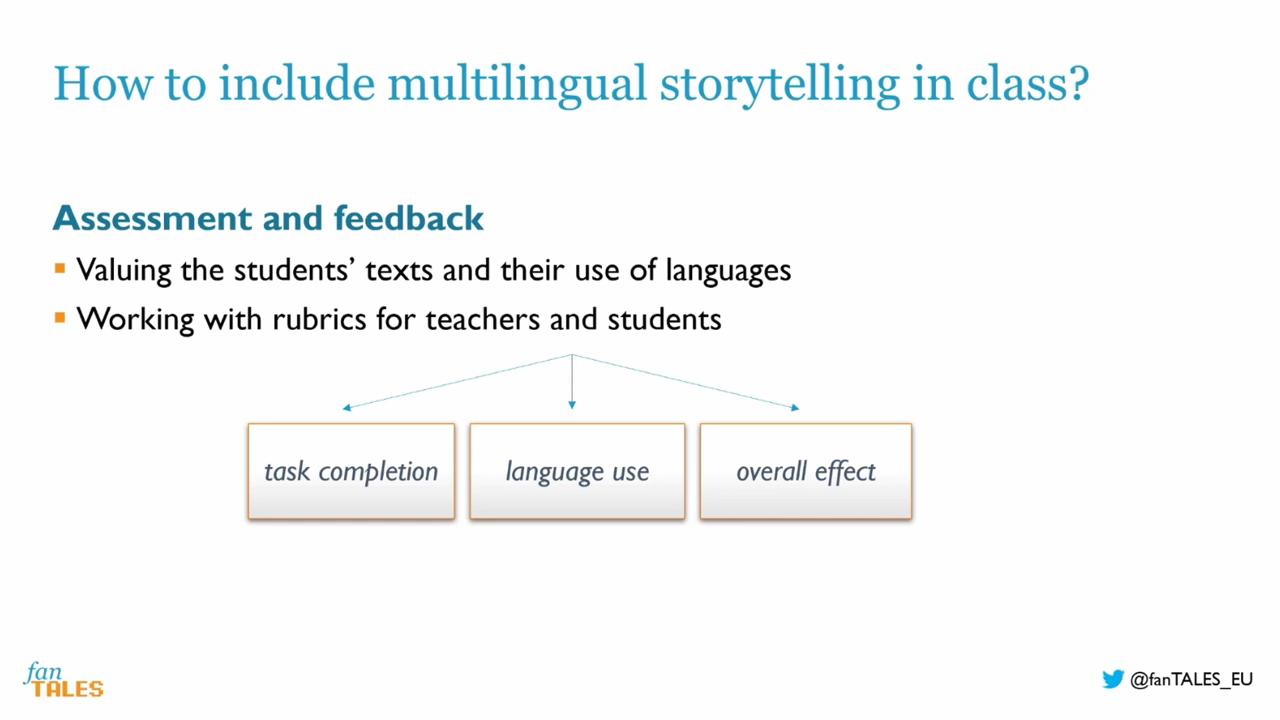 How to include multilingual storytelling in class?
Assessment and feedback
Valuing the students’ texts and their use of languages
Working with rubrics for teachers and students
task completion
language use
overall effect
fan
TALES
@fanTALES_EU